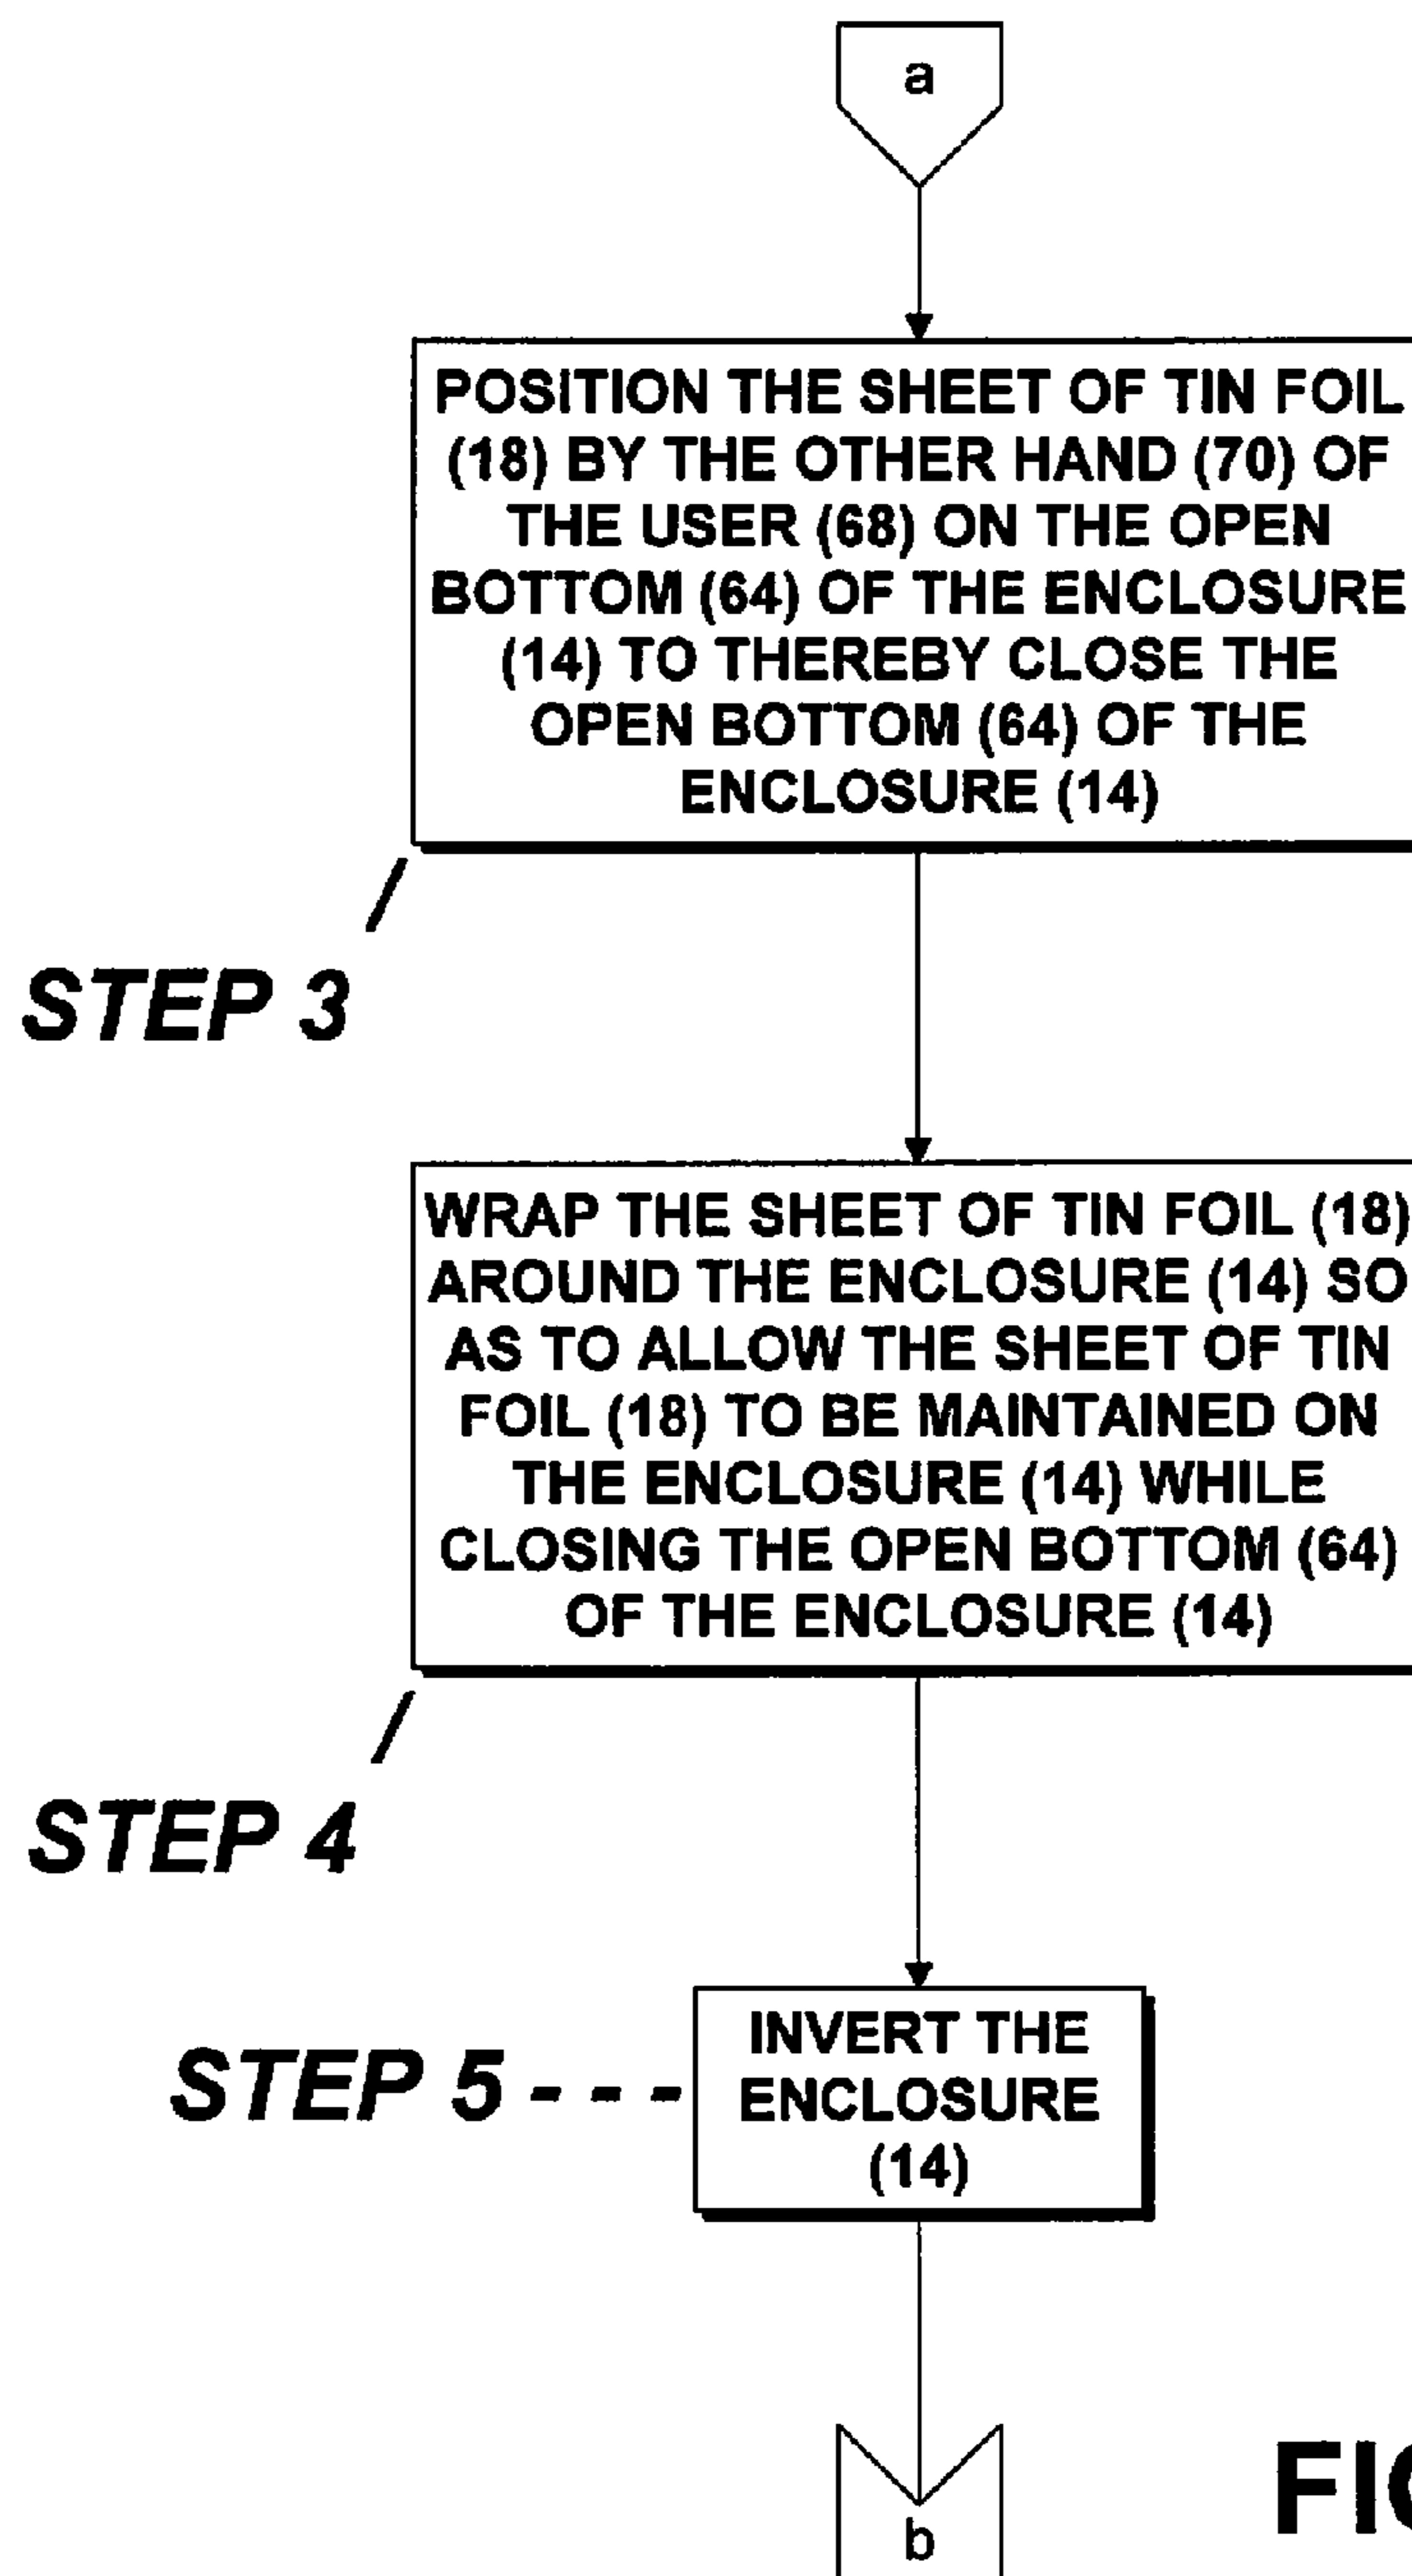 a
POSITION THE SHEET OF TIN FOIL
(18) BY THE OTHER HAND (70) OF
THE USER (68) ON THE OPEN
BOTTOM (64) OF THE ENCLOSURE
(14) TO THEREBY CLOSE THE
OPEN BOTTOM (64) OF THE
ENCLOSURE (14)
STEP 3
WRAP THE SHEET OF TIN FOIL (18)
AROUND THE ENCLOSURE (14) SO
AS TO ALLOW THE SHEET OF TIN
FOIL (18) TO BE MAINTAINED ON
THE ENCLOSURE (14) WHILE
CLOSING THE OPEN BOTTOM (64)
OF THE ENCLOSURE (14)
STEP 4
INVERT THE
ENCLOSURE
(14)
STEP 5 - - -
b